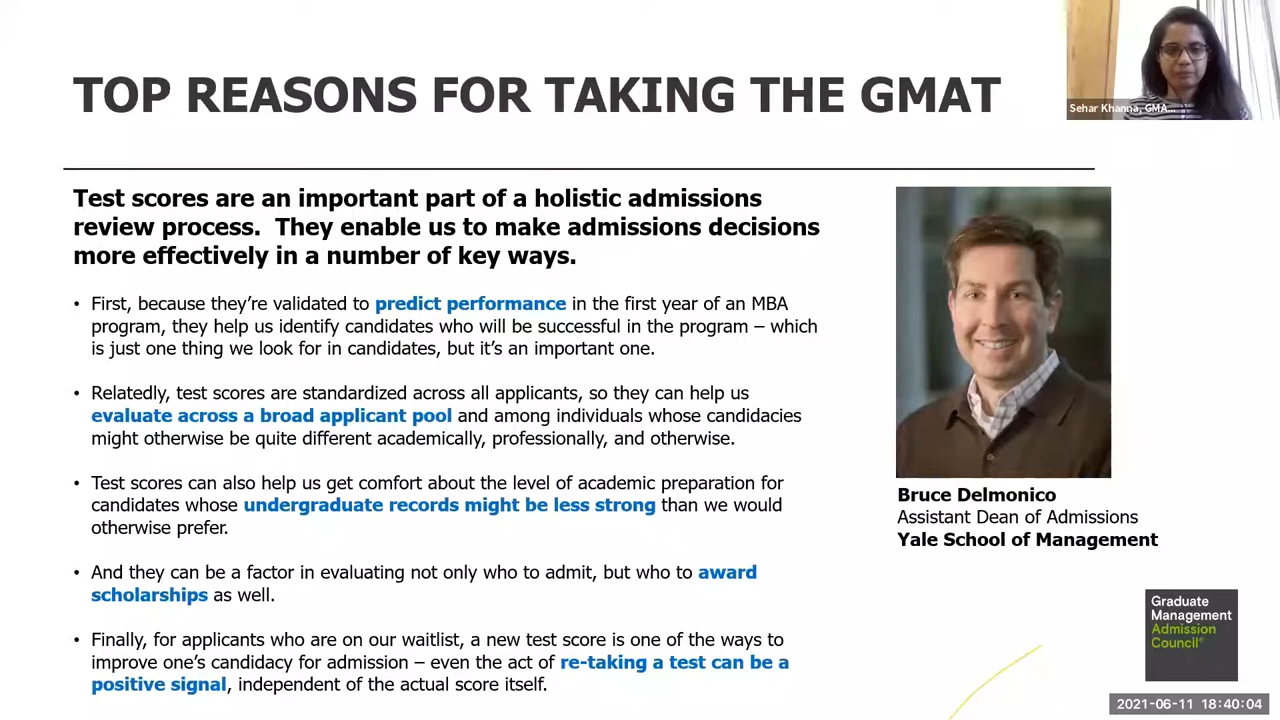 TOP REASONS FOR TAKING THE GMAT
Sehar Khanna, GMA...
Test scores are an important part of a holistic admissions
review process.  They enable us to make admissions decisions
more effectively in a number of key ways.
• First, because they’re validated to predict performance in the first year of an MBA
program, they help us identify candidates who will be successful in the program – which
is just one thing we look for in candidates, but it’s an important one.
• Relatedly, test scores are standardized across all applicants, so they can help us
evaluate across a broad applicant pool and among individuals whose candidacies
might otherwise be quite different academically, professionally, and otherwise.
• Test scores can also help us get comfort about the level of academic preparation for
candidates whose undergraduate records might be less strong than we would
otherwise prefer.
• And they can be a factor in evaluating not only who to admit, but who to award
scholarships as well.
• Finally, for applicants who are on our waitlist, a new test score is one of the ways to
improve one’s candidacy for admission – even the act of re-taking a test can be a
positive signal, independent of the actual score itself.
Bruce Delmonico
Assistant Dean of Admissions
Yale School of Management
Graduate
Management
Admission
Council®
2021-06-11 18:40:04